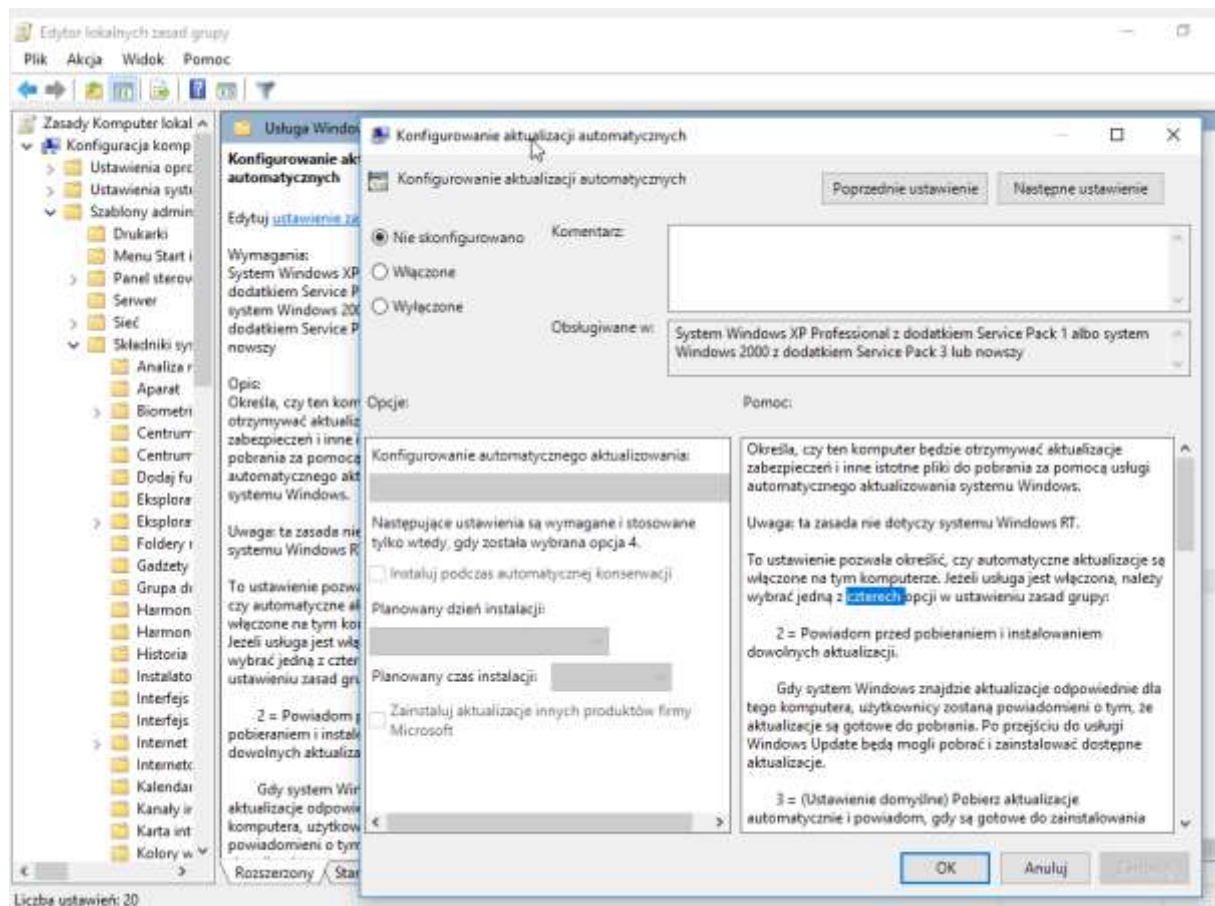 Edytor lokalnych zasad grupy
Plik Akcja Widok Pomoc
Zasady Komputer lokal
Konfiguracja komp
Ustawienia opro
Ustawienia syste
Szablony admin
Drukarki
Menu Start i
Panel sterow
Serwer
Sieć
Składniki sys
Analiza r
Aparat
Biometri
Centrum
Centrum
Dodaj fu
Eksplora
Eksplora
Foldery r
Gadżety
Grupa do
Harmon
Harmon
Historia
Instalato
Interfejs
Interfejs
Internet
Interneto
Kalendar
Kanały ir
Karta int
Kolory w
Usługa Window
Konfigurowanie akt
automatycznych
Edytuj ustawienie zas
Wymagania:
System Windows XP
dodatkiem Service P
system Windows 200
dodatkiem Service P
nowszy
Opis:
Określa, czy ten kom
otrzymywać aktualiz
zabezpieczeń i inne i
pobrania za pomocą
automatycznego akt
systemu Windows.
Uwaga: ta zasada nie
systemu Windows R
To ustawienie pozwa
czy automatyczne ak
włączone na tym kom
Jeżeli usługa jest włą
wybrać jedną z czter
ustawieniu zasad gru
2 = Powiadom p
pobieraniem i instalo
dowolnych aktualiza
Gdy system Win
aktualizacje odpowie
komputera, użytkow
powiadomieni o tym
Rozszerzony Star
Liczba ustawień: 20
Konfigurowanie aktualizacji automatycznych
Konfigurowanie aktualizacji automatycznych
Poprzednie ustawienie Następne ustawienie
Nie skonfigurowano
Włączone
Wyłączone
Komentarz:
Obsługiwane w:
System Windows XP Professional z dodatkiem Service Pack 1 albo system
Windows 2000 z dodatkiem Service Pack 3 lub nowszy
Opcje:
Konfigurowanie automatycznego aktualizowania:
Następujące ustawienia są wymagane i stosowane
tylko wtedy, gdy została wybrana opcja 4.
Instaluj podczas automatycznej konserwacji
Planowany dzień instalacji:
Planowany czas instalacji:
Zainstaluj aktualizacje innych produktów firmy
Microsoft
Pomoc:
Określa, czy ten komputer będzie otrzymywać aktualizacje
zabezpieczeń i inne istotne pliki do pobrania za pomocą usługi
automatycznego aktualizowania systemu Windows.
Uwaga: ta zasada nie dotyczy systemu Windows RT.
To ustawienie pozwala określić, czy automatyczne aktualizacje są
włączone na tym komputerze. Jeżeli usługa jest włączona, należy
wybrać jedną z czterech opcji w ustawieniu zasad grupy:
2 = Powiadom przed pobieraniem i instalowaniem
dowolnych aktualizacji.
Gdy system Windows znajdzie aktualizacje odpowiednie dla
tego komputera, użytkownicy zostaną powiadomieni o tym, że
aktualizacje są gotowe do pobrania. Po przejściu do usługi
Windows Update będą mogli pobrać i zainstalować dostępne
aktualizacje.
3 = (Ustawienie domyślne) Pobierz aktualizacje
automatycznie i powiadom, gdy są gotowe do zainstalowania
OK Anuluj